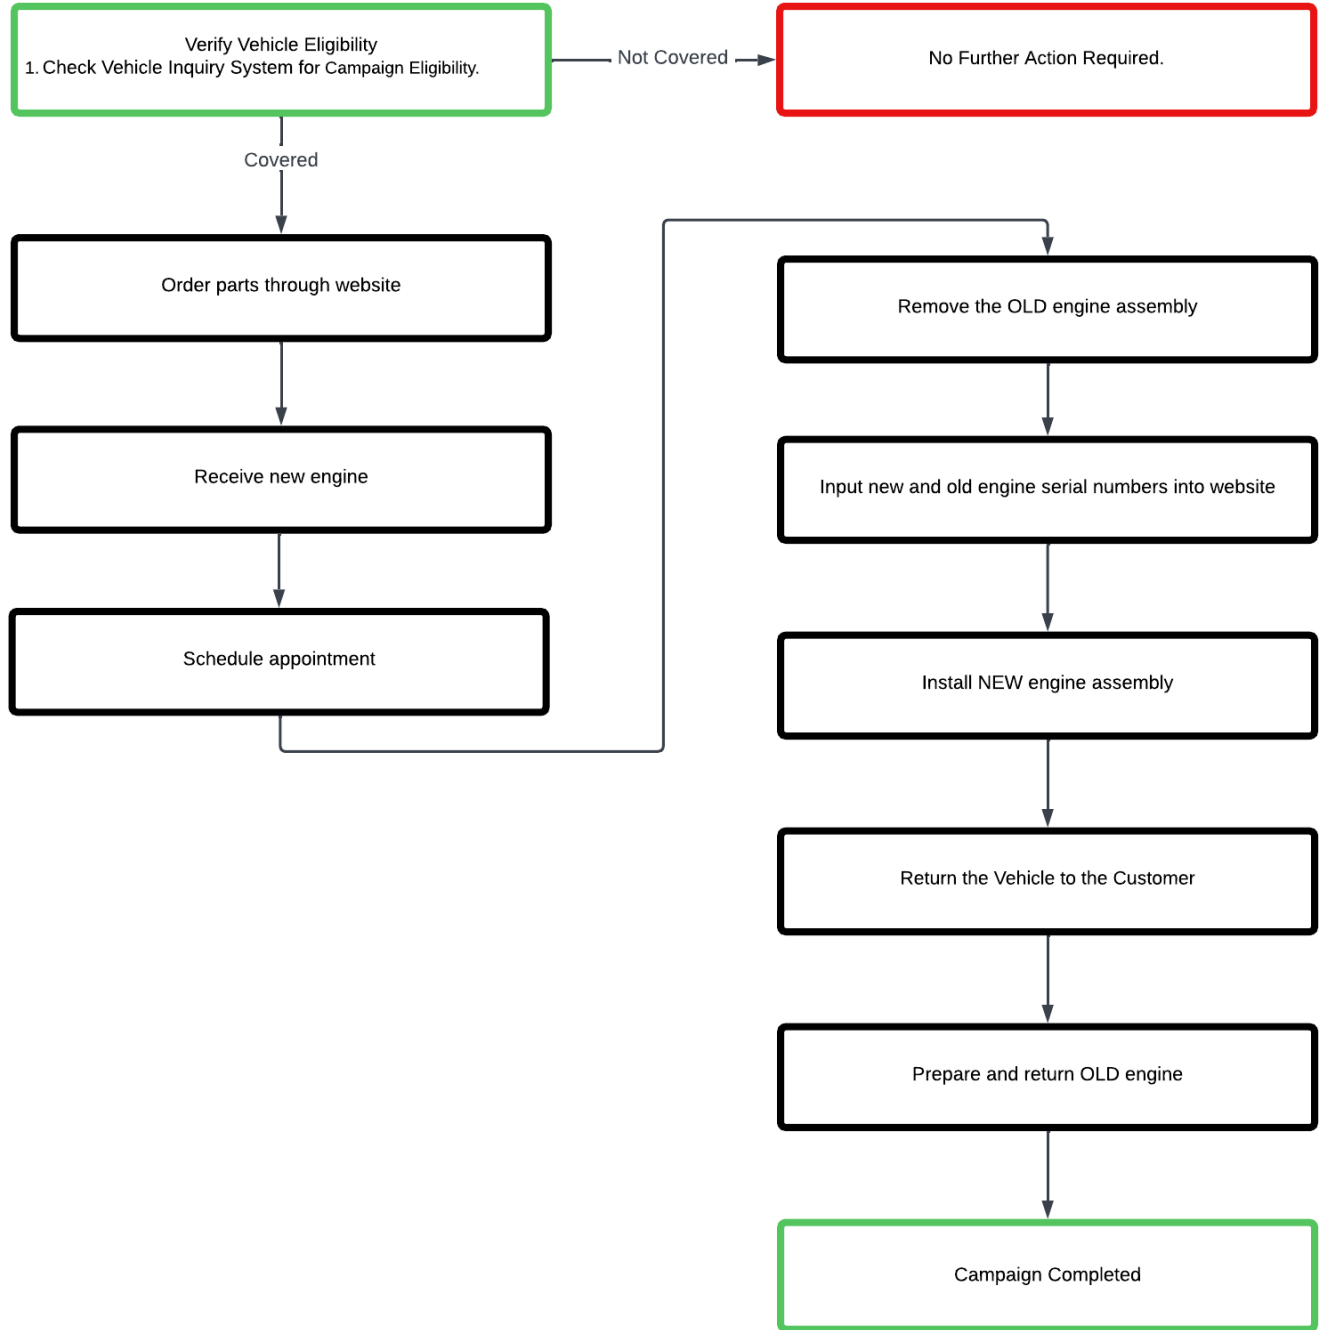 Verify Vehicle Eligibility
1. Check Vehicle Inquiry System for Campaign Eligibility.
Not Covered
No Further Action Required.
Covered
Order parts through website
Receive new engine
Schedule appointment
Remove the OLD engine assembly
Input new and old engine serial numbers into website
Install NEW engine assembly
Return the Vehicle to the Customer
Prepare and return OLD engine
Campaign Completed